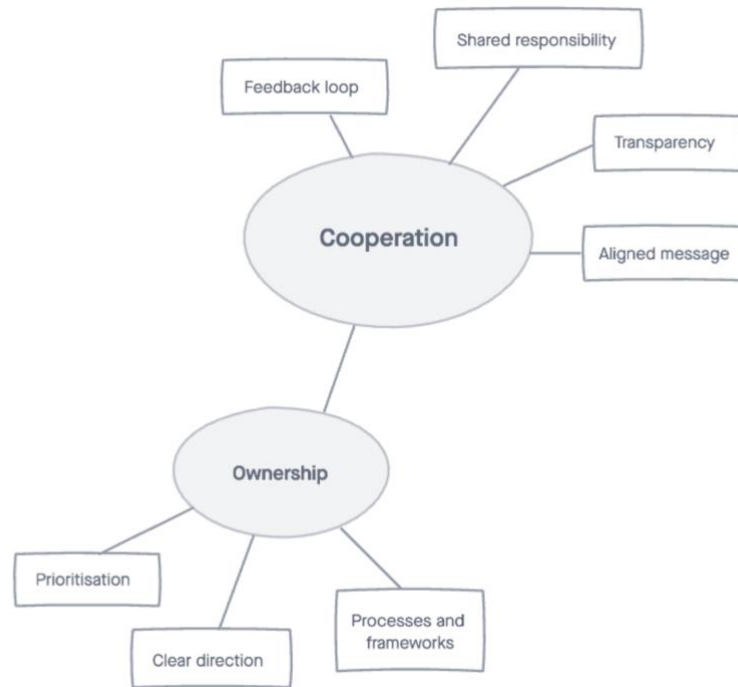 Shared responsibility
Feedback loop
Transparency
Cooperation
Aligned message
Ownership
Prioritisation
Processes and
frameworks
Clear direction